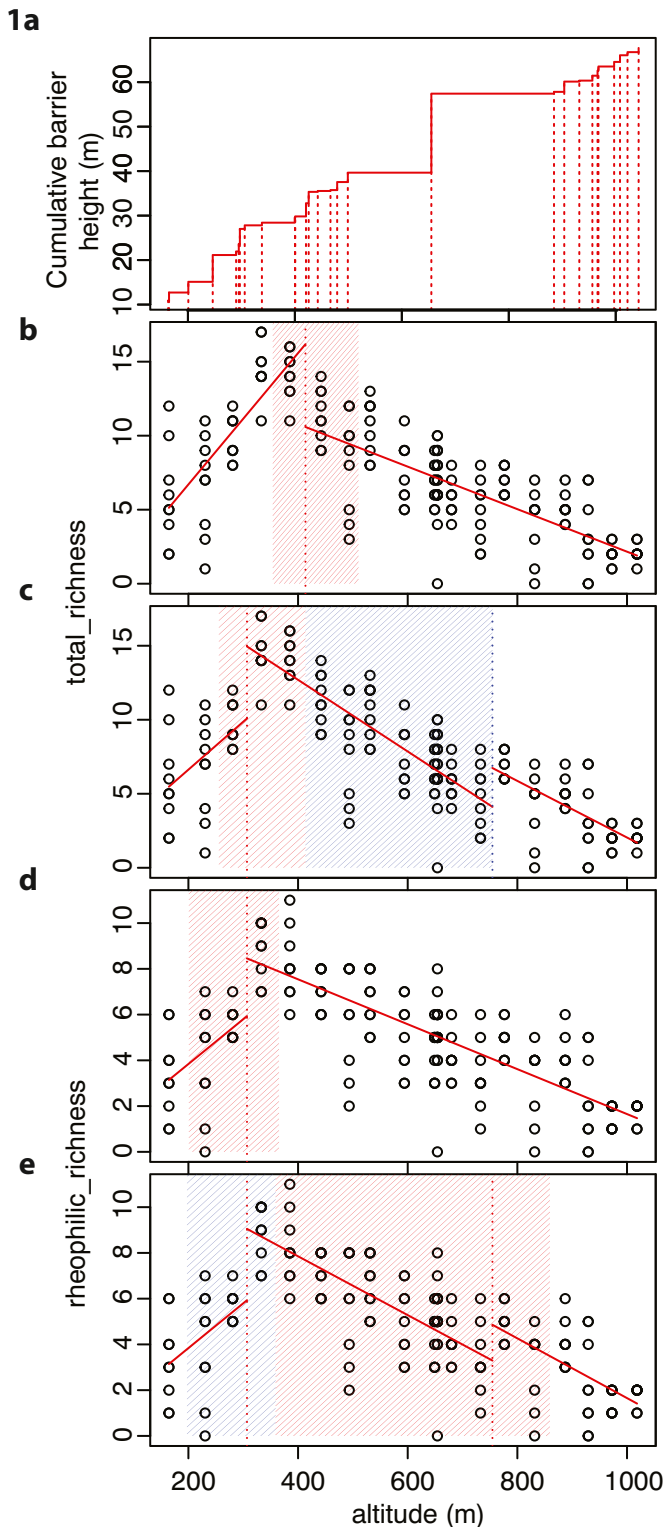 1a
Cumulative barrier
height (m)
60
50
40
30
20
10
b
15
10
5
0
c
total_richness
15
10
5
0
d
10
8
6
4
2
0
e
rheophilic_richness
10
8
6
4
2
0
200 400 600 800 1000
altitude (m)